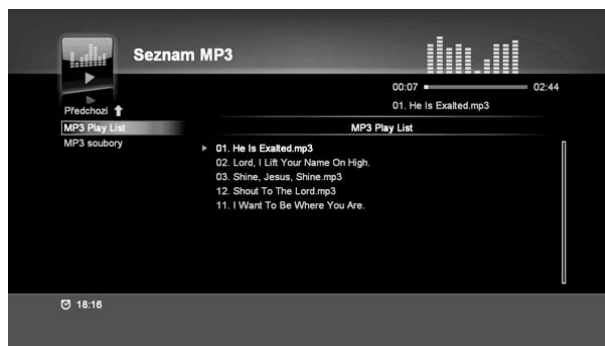 Seznam MP3
00:07 02:44
01. He Is Exalted.mp3
Předchozí
MP3 Play List
MP3 soubory
MP3 Play List
01. He Is Exalted.mp3
02. Lord, I Lift Your Name On High.
03. Shine, Jesus, Shine.mp3
12. Shout To The Lord.mp3
11. I Want To Be Where You Are.
18:16